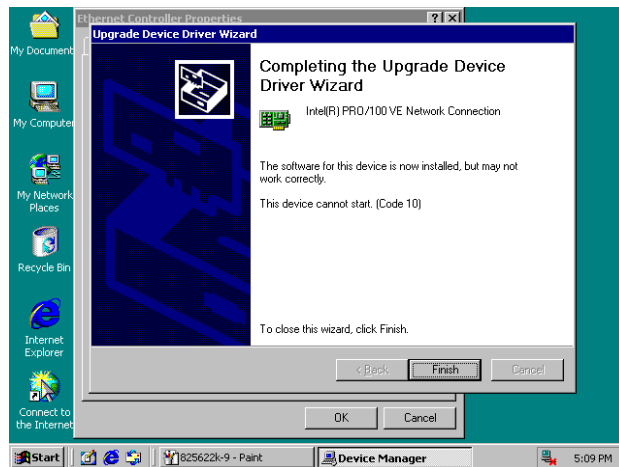 Ethernet Controller Properties
Upgrade Device Driver Wizard
My Document
My Computer
My Network
Places
Recycle Bin
Internet
Explorer
Connect to
the Internet
Completing the Upgrade Device
Driver Wizard
Intel(R) PRO/100 VE Network Connection
The software for this device is now installed, but may not
work correctly.
This device cannot start. (Code 10)
To close this wizard, click Finish.
< Back
Finish
Cancel
OK
Cancel
Start
825622k-9 - Paint
Device Manager
5:09 PM